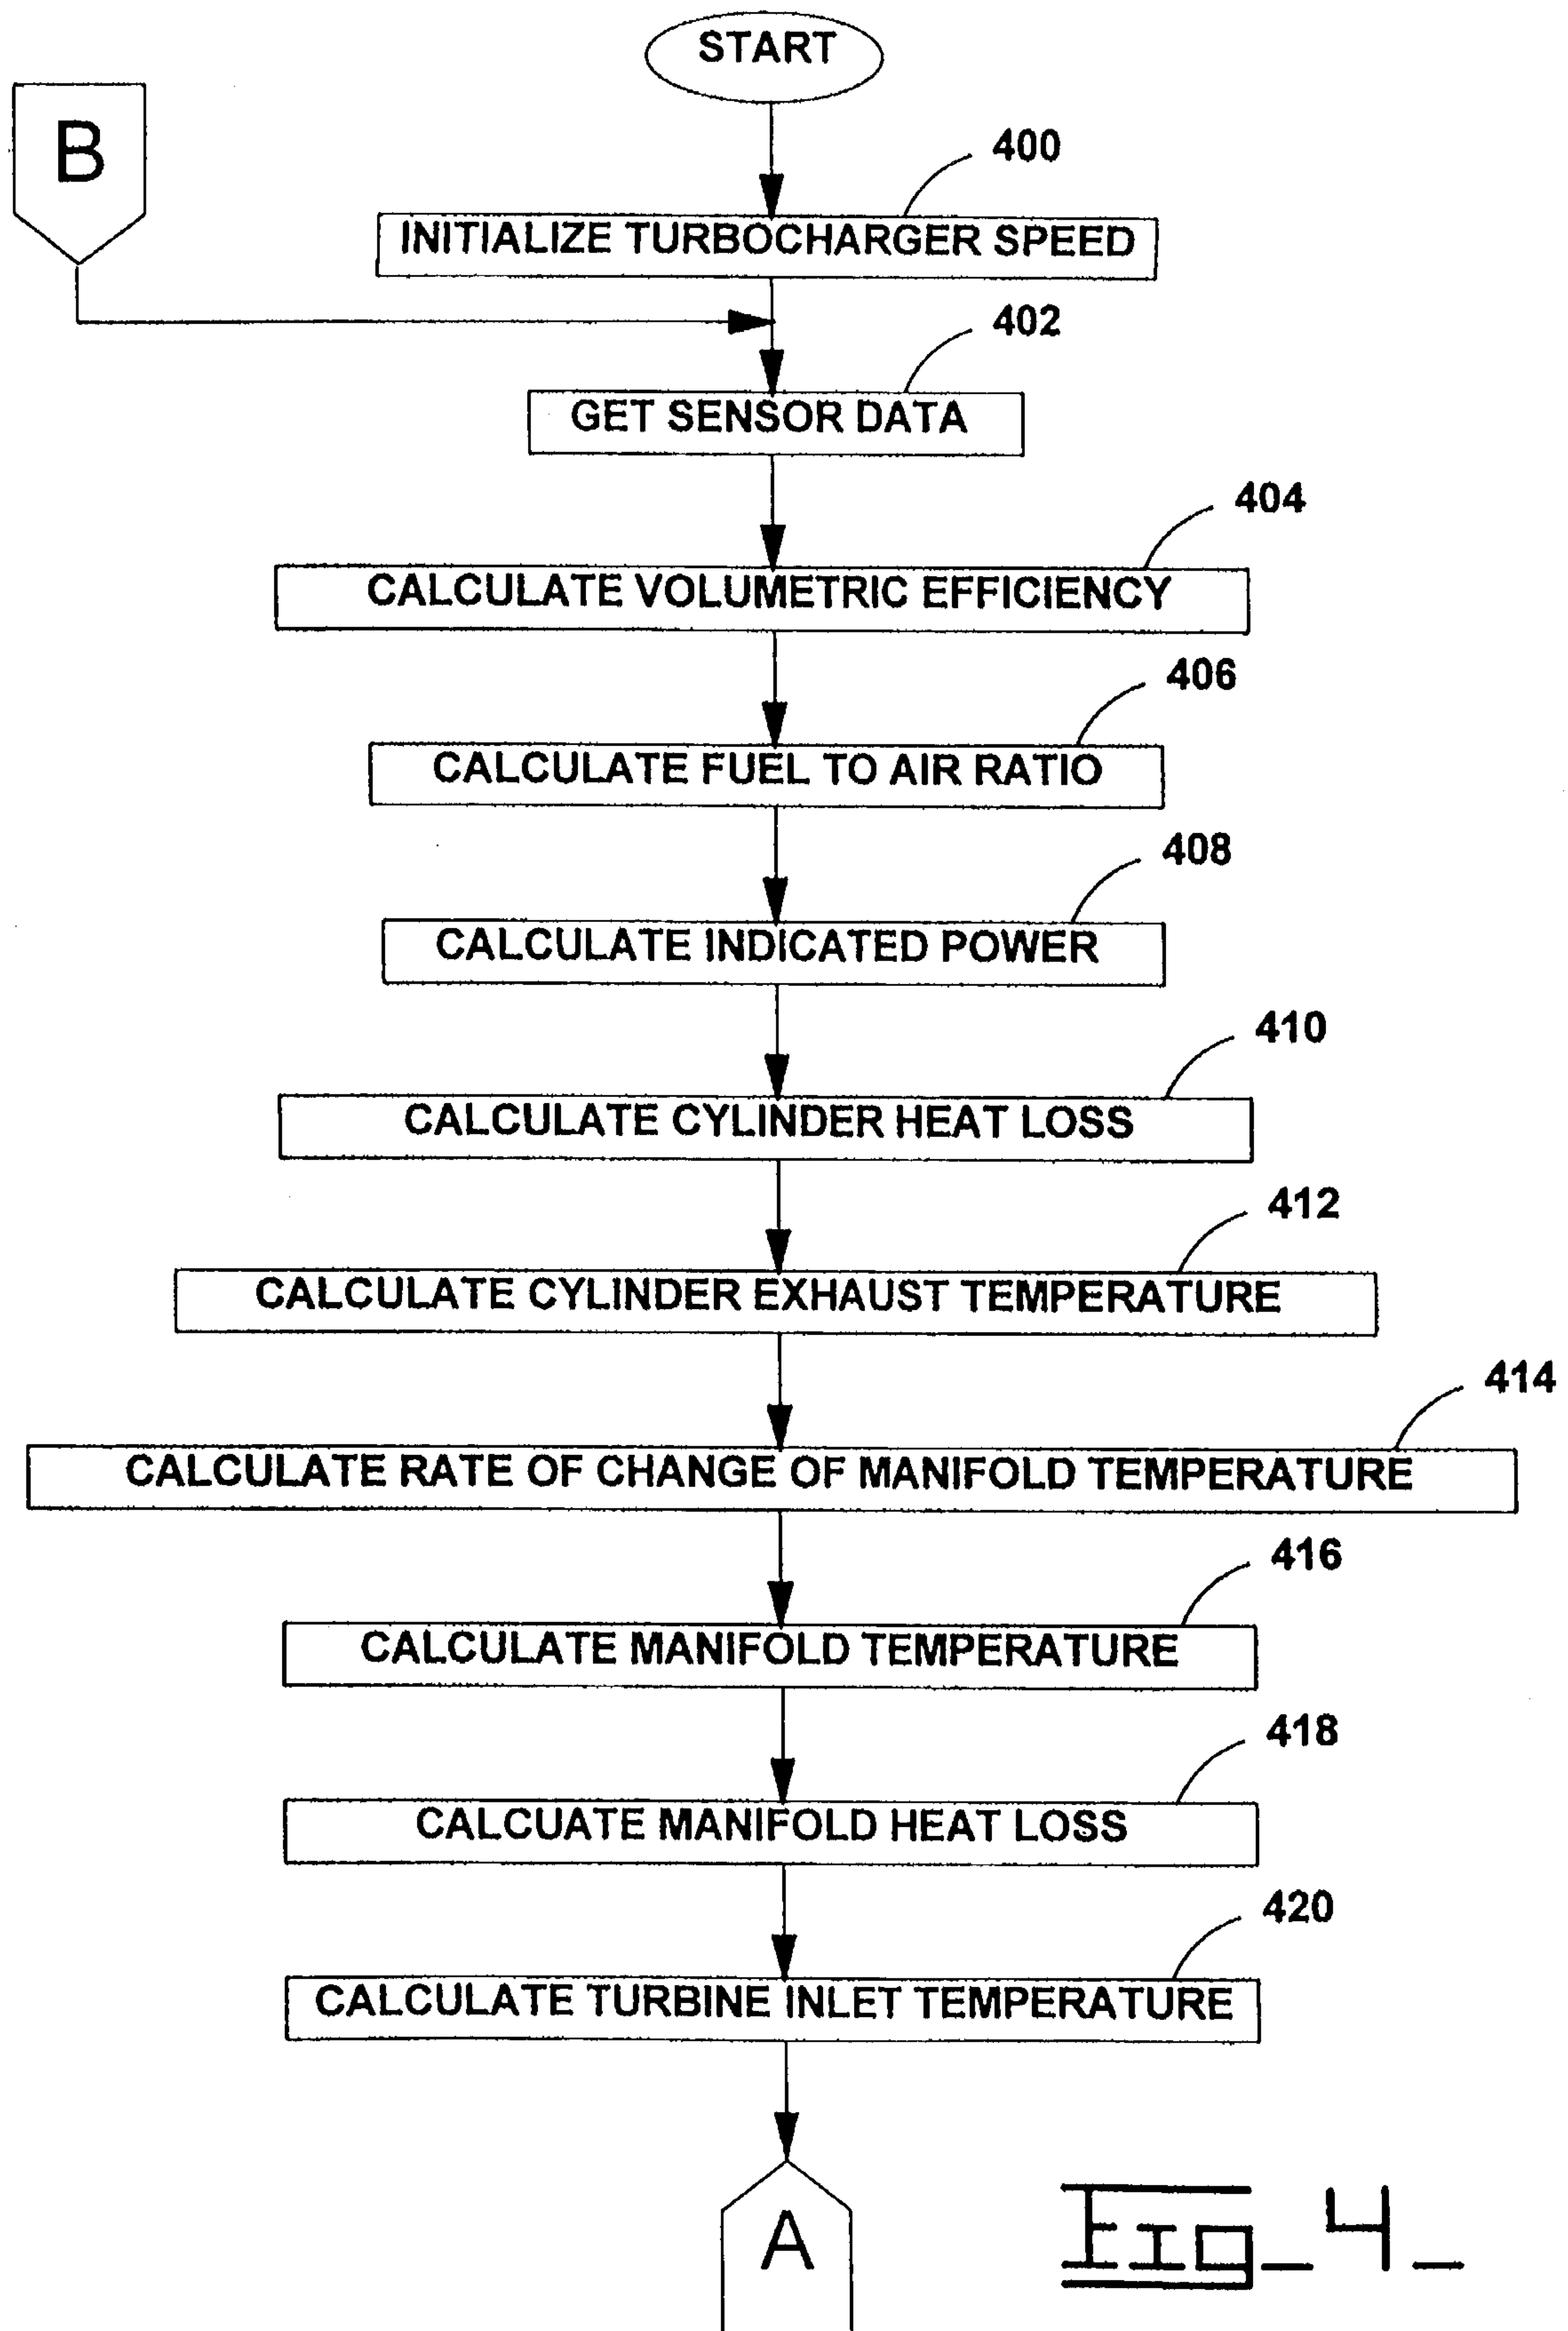 START
B
400
INITIALIZE TURBOCHARGER SPEED
402
GET SENSOR DATA
404
CALCULATE VOLUMETRIC EFFICIENCY
406
CALCULATE FUEL TO AIR RATIO
408
CALCULATE INDICATED POWER
410
CALCULATE CYLINDER HEAT LOSS
412
CALCULATE CYLINDER EXHAUST TEMPERATURE
414
CALCULATE RATE OF CHANGE OF MANIFOLD TEMPERATURE
416
CALCULATE MANIFOLD TEMPERATURE
418
CALCUATE MANIFOLD HEAT LOSS
420
CALCULATE TURBINE INLET TEMPERATURE
A
Fig_4_